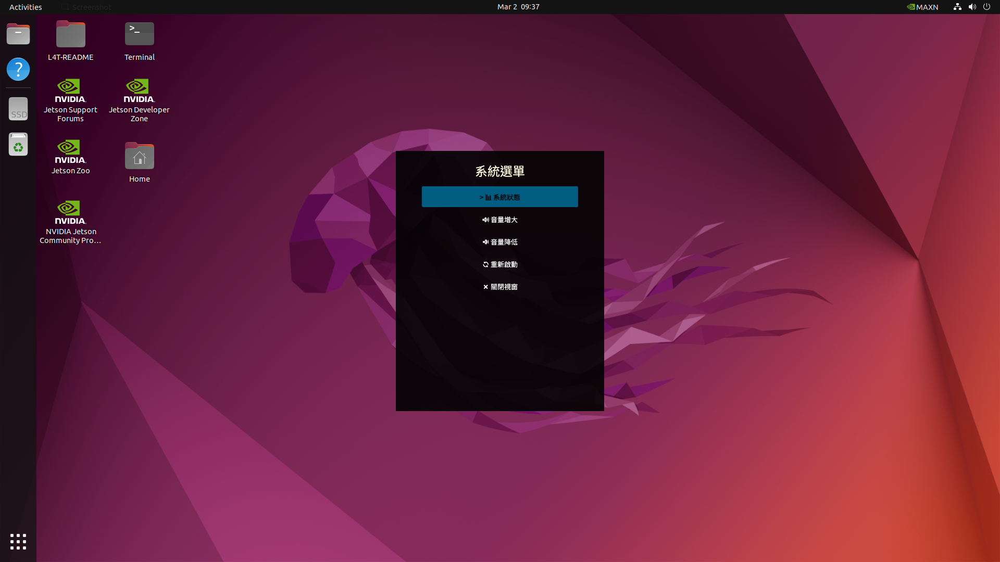 Activities
Screenshot
Mar 2 09:37
MAXN
L4T-README
Terminal
>_
NVIDIA.
Jetson Support
Forums
NVIDIA.
Jetson Developer
Zone
SSD
NVIDIA.
Jetson Zoo
Home
NVIDIA.
NVIDIA Jetson
Community Pro...
系統選單
> 系統狀態
音量增大
音量降低
重新啟動
關閉視窗